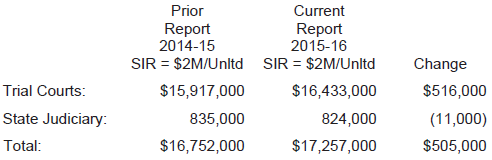 Prior Current
Report Report
2014-15 2015-16
SIR = $2M/Unltd SIR = $2M/Unltd Change
Trial Courts: $15,917,000 $16,433,000 $516,000
State Judiciary: 835,000 824,000 (11,000)
Total: $16,752,000 $17,257,000 $505,000